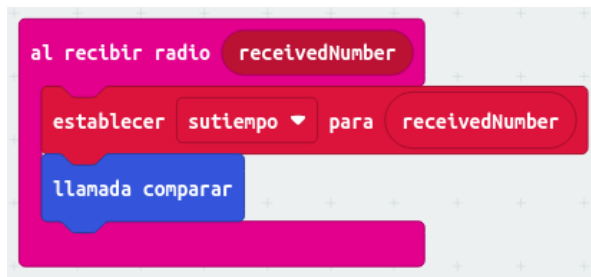 al recibir radio receivedNumber
establecer sutiempo para receivedNumber
llamada comparar